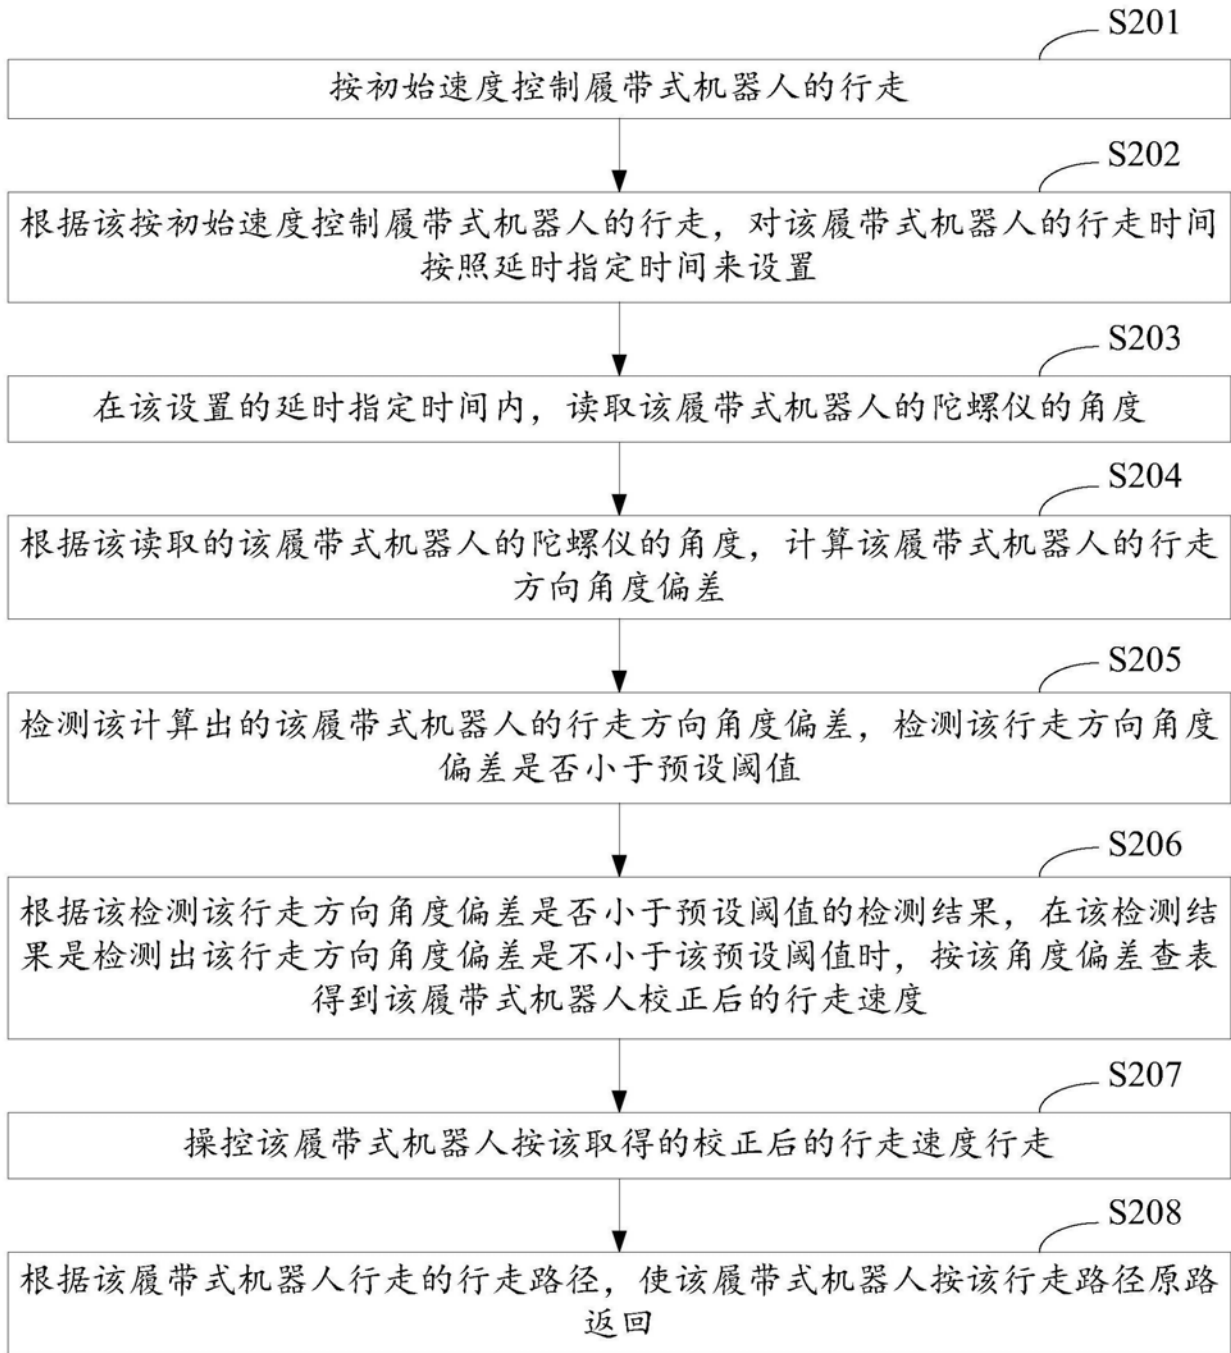 S201
按初始速度控制履带式机器人的行走
S202
根据该按初始速度控制履带式机器人的行走，对该履带式机器人的行走时间
按照延时指定时间来设置
S203
在该设置的延时指定时间内，读取该履带式机器人的陀螺仪的角度
S204
根据该读取的该履带式机器人的陀螺仪的角度，计算该履带式机器人的行走
方向角度偏差
S205
检测该计算出的该履带式机器人的行走方向角度偏差，检测该行走方向角度
偏差是否小于预设阈值
S206
根据该检测该行走方向角度偏差是否小于预设阈值的检测结果，在该检测结
果是检测出该行走方向角度偏差是不小于该预设阈值时，按该角度偏差查表
得到该履带式机器人校正后的行走速度
S207
操控该履带式机器人按该取得的校正后的行走速度行走
S208
根据该履带式机器人行走的行走路径，使该履带式机器人按该行走路径原路
返回